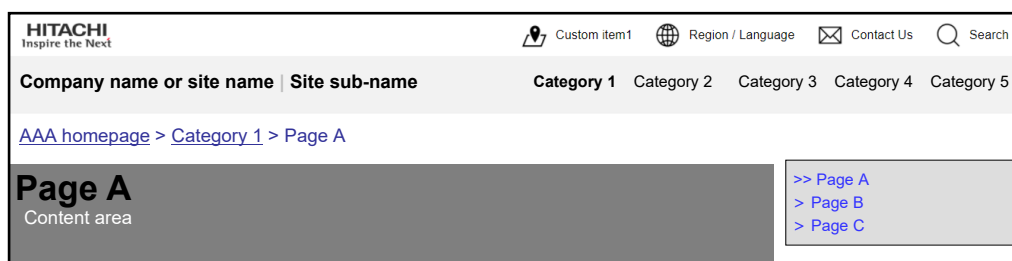 HITACHI
Inspire the Next
Custom item1 Region / Language Contact Us Search
Company name or site name | Site sub-name Category 1 Category 2 Category 3 Category 4 Category 5
AAA homepage > Category 1 > Page A
Page A
Content area
>> Page A
> Page B
> Page C